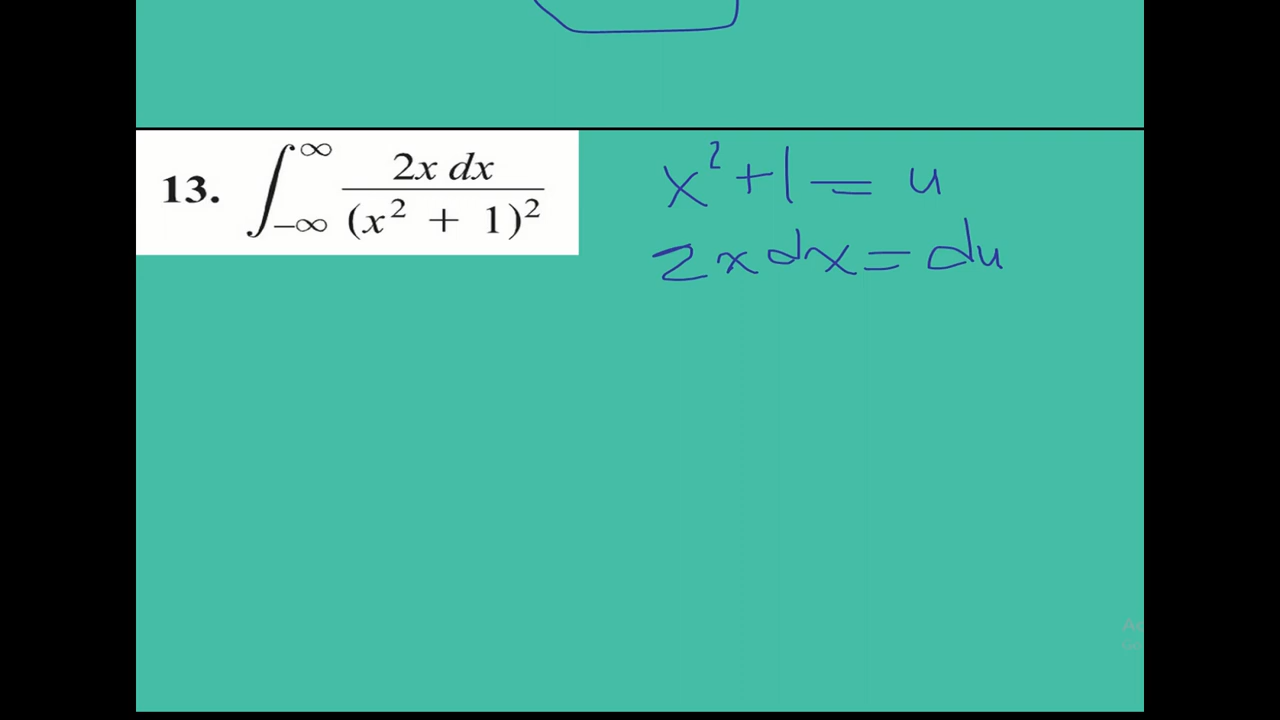 13. ∫_{-∞}^{∞} 2x dx / (x² + 1)²
x² + 1 = u
2x dx = du